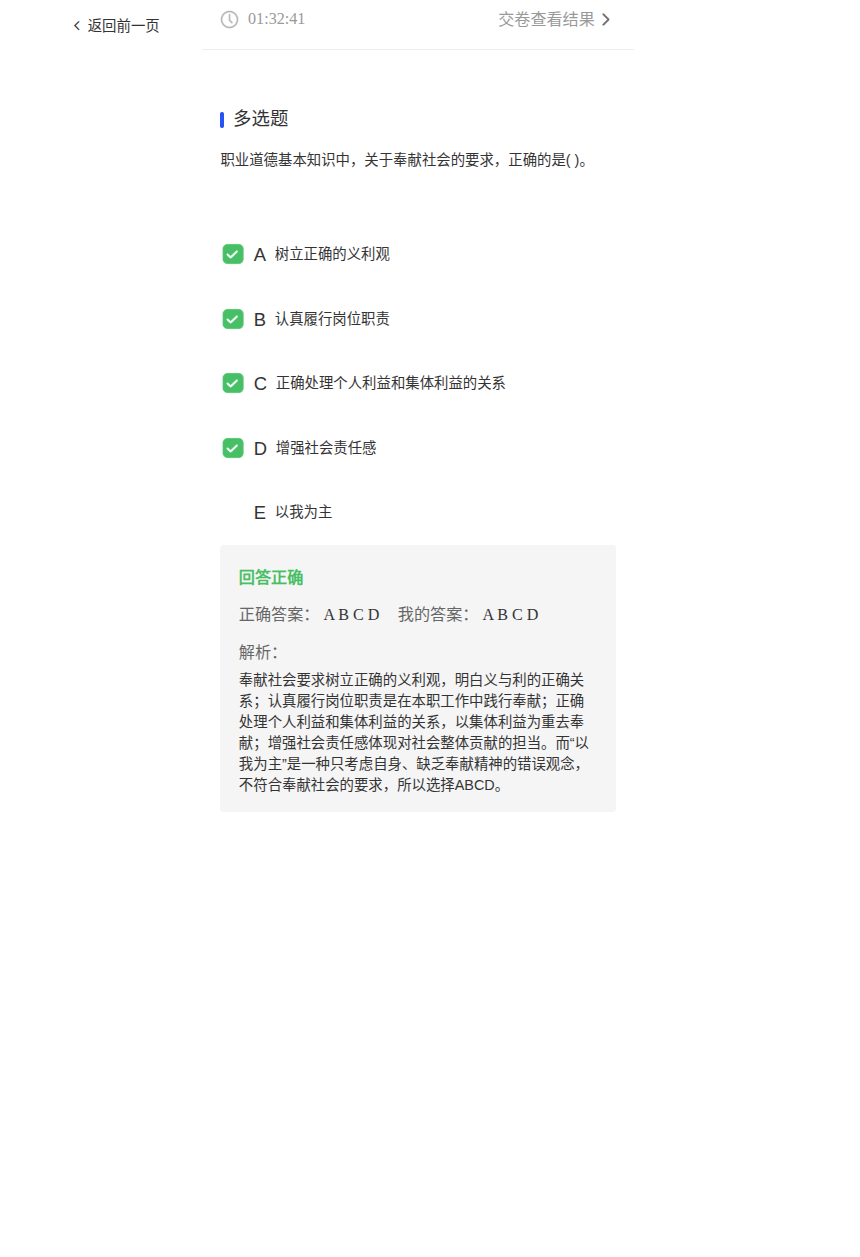 返回前一页
01:32:41 交卷查看结果
多选题
职业道德基本知识中，关于奉献社会的要求，正确的是( )。
A 树立正确的义利观
B 认真履行岗位职责
C 正确处理个人利益和集体利益的关系
D 增强社会责任感
E 以我为主
回答正确
正确答案： A B C D 我的答案： A B C D
解析：
奉献社会要求树立正确的义利观，明白义与利的正确关
系；认真履行岗位职责是在本职工作中践行奉献；正确
处理个人利益和集体利益的关系，以集体利益为重去奉
献；增强社会责任感体现对社会整体贡献的担当。而“以
我为主”是一种只考虑自身、缺乏奉献精神的错误观念，
不符合奉献社会的要求，所以选择ABCD。